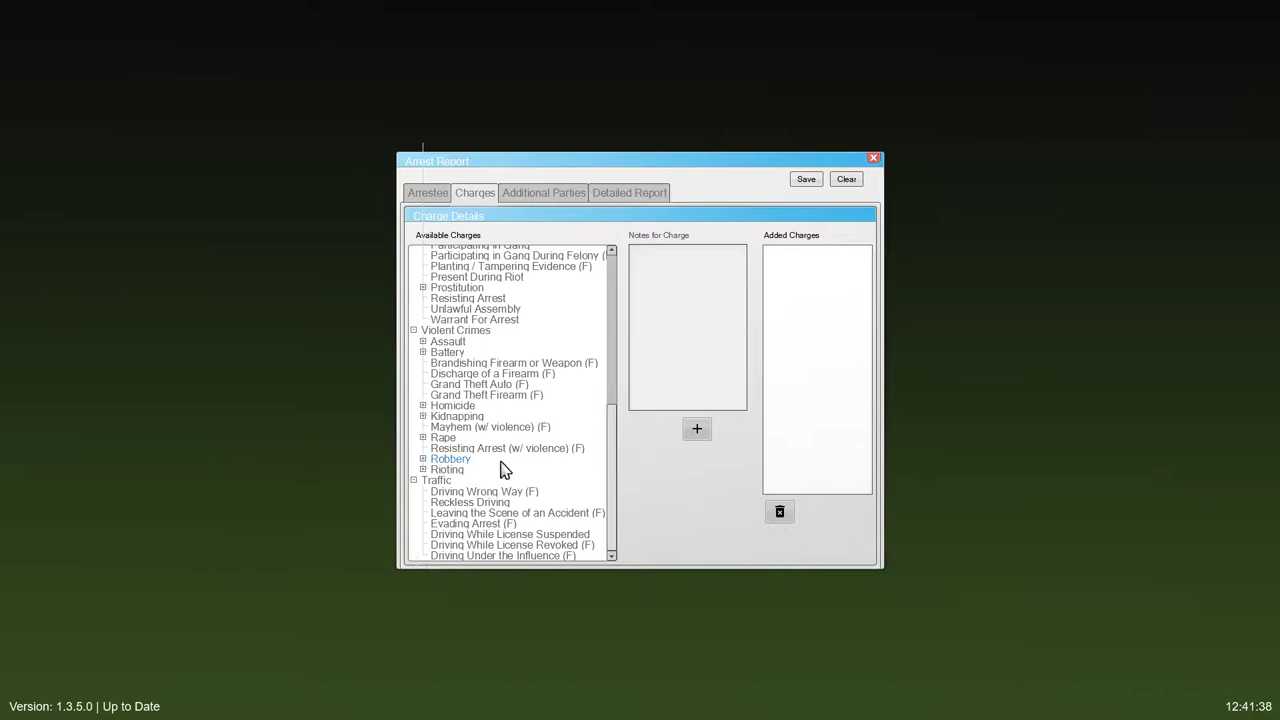 Arrest Report
Save
Clear
Arrestee
Charges
Additional Parties
Detailed Report
Charge Details
Available Charges
Notes for Charge
Added Charges
Participating in Gang
Participating in Gang During Felony (
Planting / Tampering Evidence (F)
Present During Riot
Prostitution
Resisting Arrest
Unlawful Assembly
Warrant For Arrest
Violent Crimes
Assault
Battery
Brandishing Firearm or Weapon (F)
Discharge of a Firearm (F)
Grand Theft Auto (F)
Grand Theft Firearm (F)
Homicide
Kidnapping
Mayhem (w/ violence) (F)
Rape
Resisting Arrest (w/ violence) (F)
Robbery
Rioting
Traffic
Driving Wrong Way (F)
Reckless Driving
Leaving the Scene of an Accident (F)
Evading Arrest (F)
Driving While License Suspended
Driving While License Revoked (F)
Driving Under the Influence (F)
Version: 1.3.5.0 | Up to Date
12:41:38